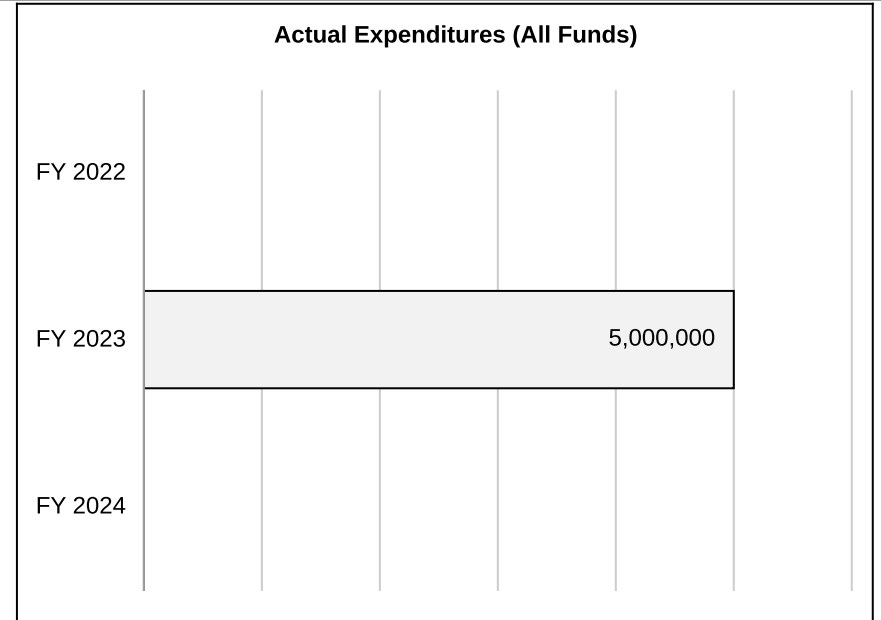 Actual Expenditures (All Funds)
FY 2022
FY 2023
5,000,000
FY 2024